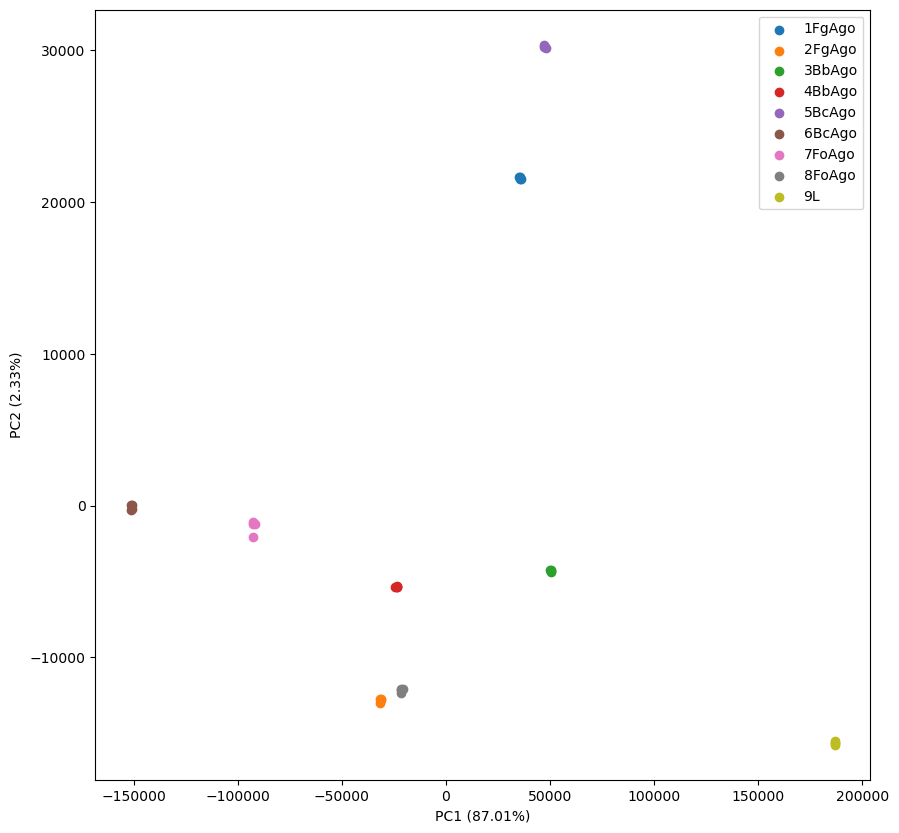 1FgAgo
2FgAgo
3BbAgo
4BbAgo
5BcAgo
6BcAgo
7FoAgo
8FoAgo
9L
30000
20000
10000
0
−10000
PC2 (2.33%)
−150000
−100000
−50000
0
50000
100000
150000
200000
PC1 (87.01%)